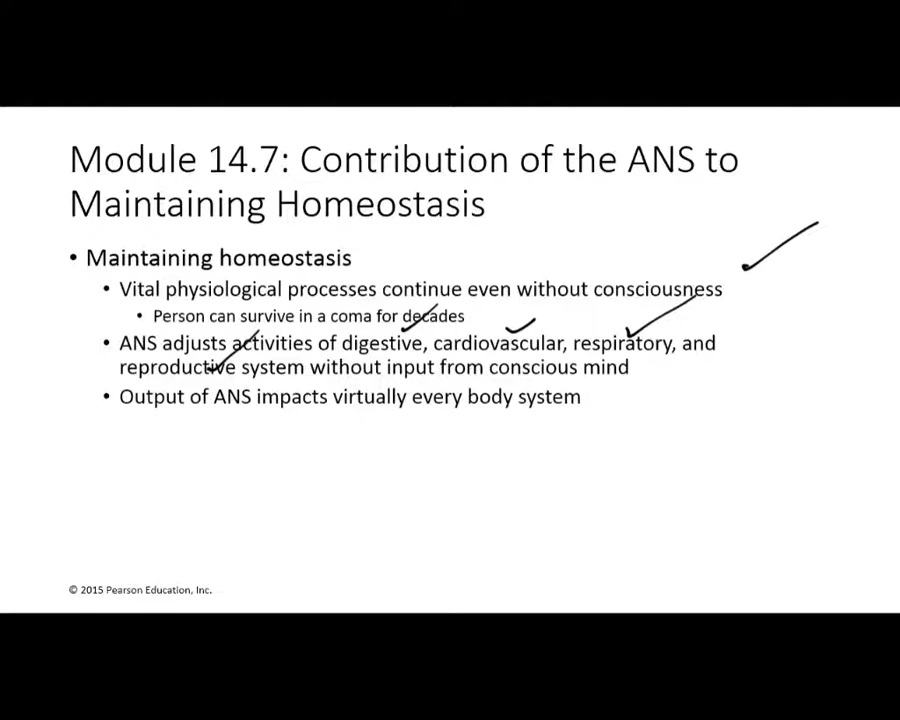 Module 14.7: Contribution of the ANS to
Maintaining Homeostasis
• Maintaining homeostasis
• Vital physiological processes continue even without consciousness
• Person can survive in a coma for decades
• ANS adjusts activities of digestive, cardiovascular, respiratory, and
reproductive system without input from conscious mind
• Output of ANS impacts virtually every body system
© 2015 Pearson Education, Inc.